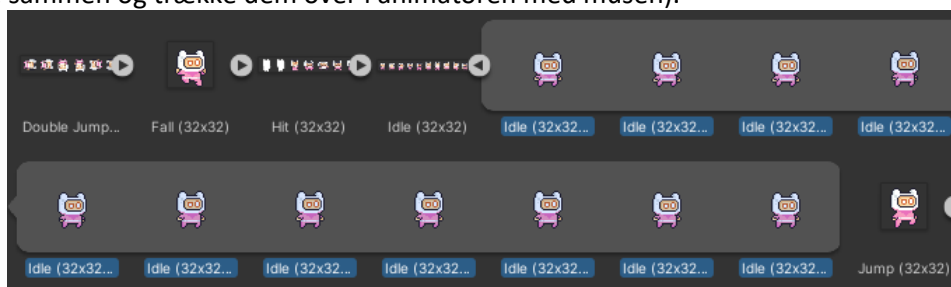 sammen og trække dem over i animatoren med musen).
Double Jump... Fall (32x32) Hit (32x32) Idle (32x32) Idle (32x32... Idle (32x32... Idle (32x32... Idle (32x32...
Idle (32x32... Idle (32x32... Idle (32x32... Idle (32x32... Idle (32x32... Idle (32x32... Idle (32x32... Jump (32x32)